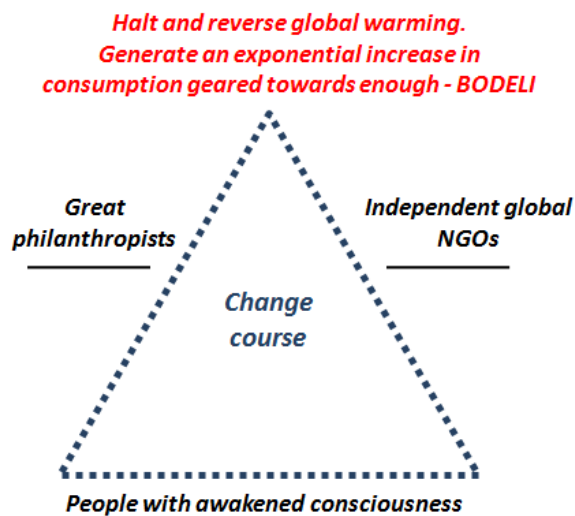 Halt and reverse global warming.
Generate an exponential increase in
consumption geared towards enough - BODELI
Great
philanthropists
Independent global
NGOs
Change
course
People with awakened consciousness